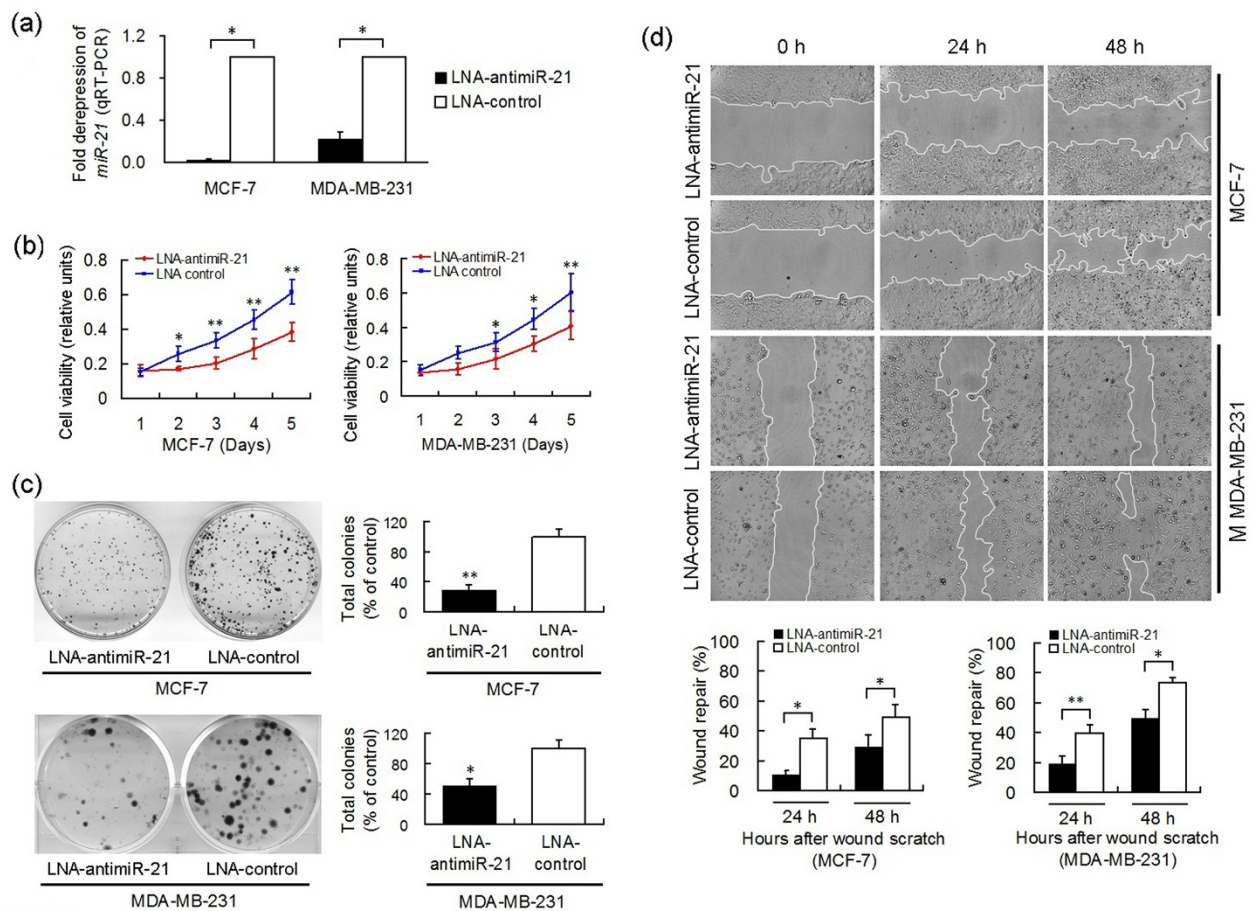 (a)
Fold derepression of
miR-21 (qRT-PCR)
1.2
0.8
0.4
0.0
*
*
MCF-7
MDA-MB-231
LNA-antimiR-21
LNA-control
(b)
Cell viability (relative units)
0.8
0.6
0.4
0.2
0
LNA-antimiR-21
LNA control
*
**
**
**
1 2 3 4 5
MCF-7 (Days)
Cell viability (relative units)
0.8
0.6
0.4
0.2
0
LNA-antimiR-21
LNA control
*
*
**
1 2 3 4 5
MDA-MB-231 (Days)
(c)
LNA-antimiR-21 LNA-control
MCF-7
Total colonies
(% of control)
120
80
40
0
**
LNA- LNA-
antimiR-21 control
MCF-7
LNA-antimiR-21 LNA-control
MDA-MB-231
Total colonies
(% of control)
120
80
40
0
*
LNA- LNA-
antimiR-21 control
MDA-MB-231
(d)
0 h 24 h 48 h
LNA-antimiR-21
LNA-control
MCF-7
LNA-antimiR-21
LNA-control
M MDA-MB-231
Wound repair (%)
100
80
60
40
20
0
LNA-antimiR-21
LNA-control
*
*
24 h 48 h
Hours after wound scratch
(MCF-7)
Wound repair (%)
100
80
60
40
20
0
LNA-antimiR-21
LNA-control
**
*
24 h 48 h
Hours after wound scratch
(MDA-MB-231)